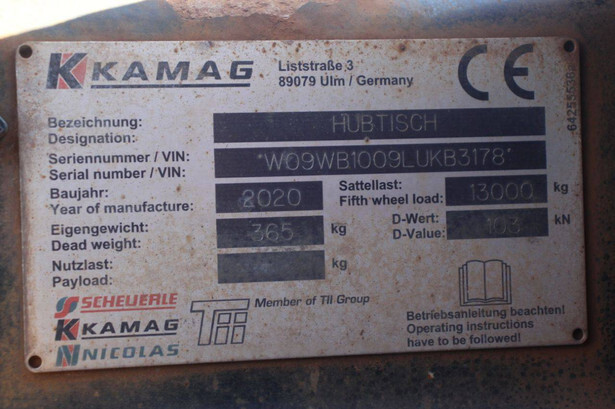 KAMAG
Liststraße 3
89079 Ulm / Germany
CE
64255538
Bezeichnung:
Designation:
HUBTISCH
Seriennummer / VIN:
Serial number / VIN:
*W09WB1009LUKB3178*
Baujahr:
Year of manufacture:
2020
Sattellast:
Fifth wheel load:
13000 kg
Eigengewicht:
Dead weight:
365 kg
D-Wert:
D-Value:
103 kN
Nutzlast:
Payload:
kg
SCHEUERLE
KAMAG
NICOLAS
TII
Member of TII Group
Betriebsanleitung beachten!
Operating instructions
have to be followed!